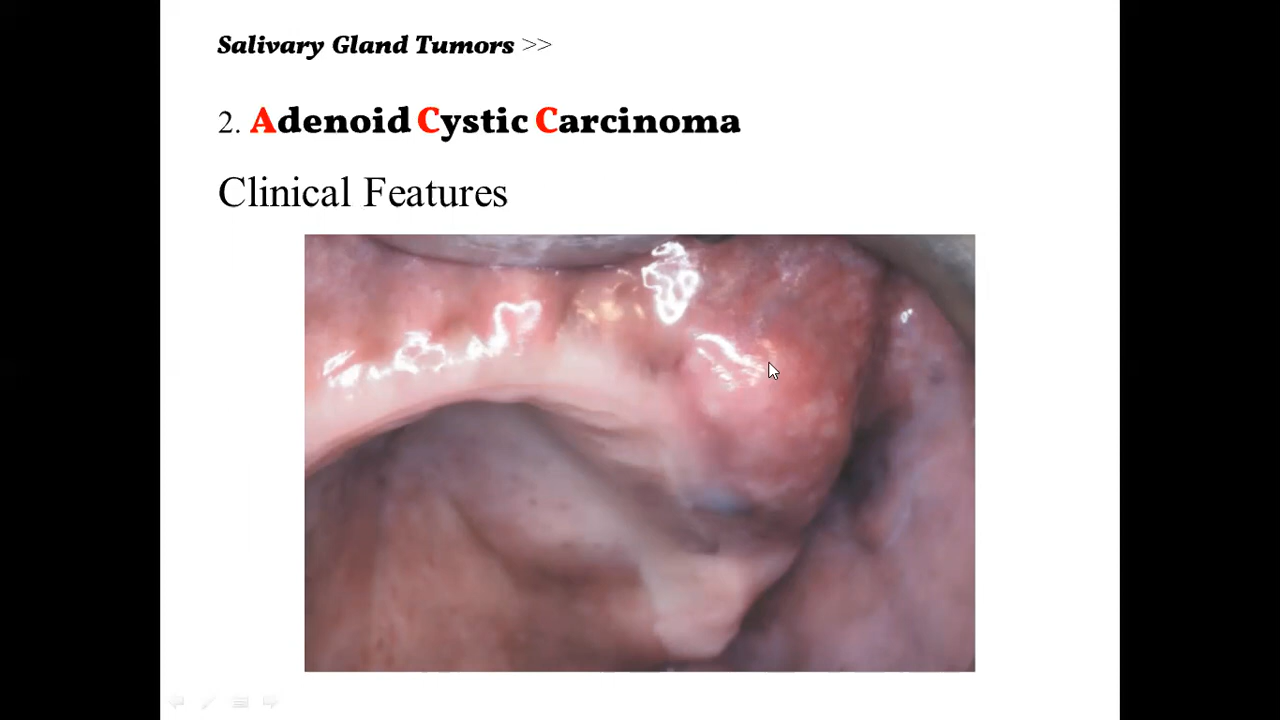 Salivary Gland Tumors >>
2. Adenoid Cystic Carcinoma
Clinical Features